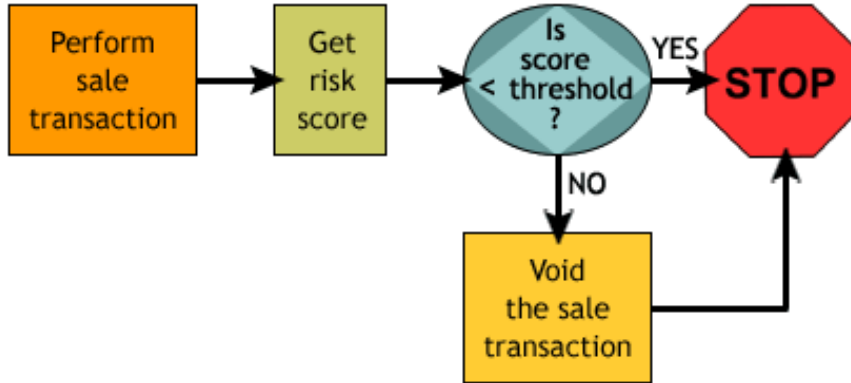 Perform
sale
transaction
Get
risk
score
Is
score
< threshold
?
YES
STOP
NO
Void
the sale
transaction